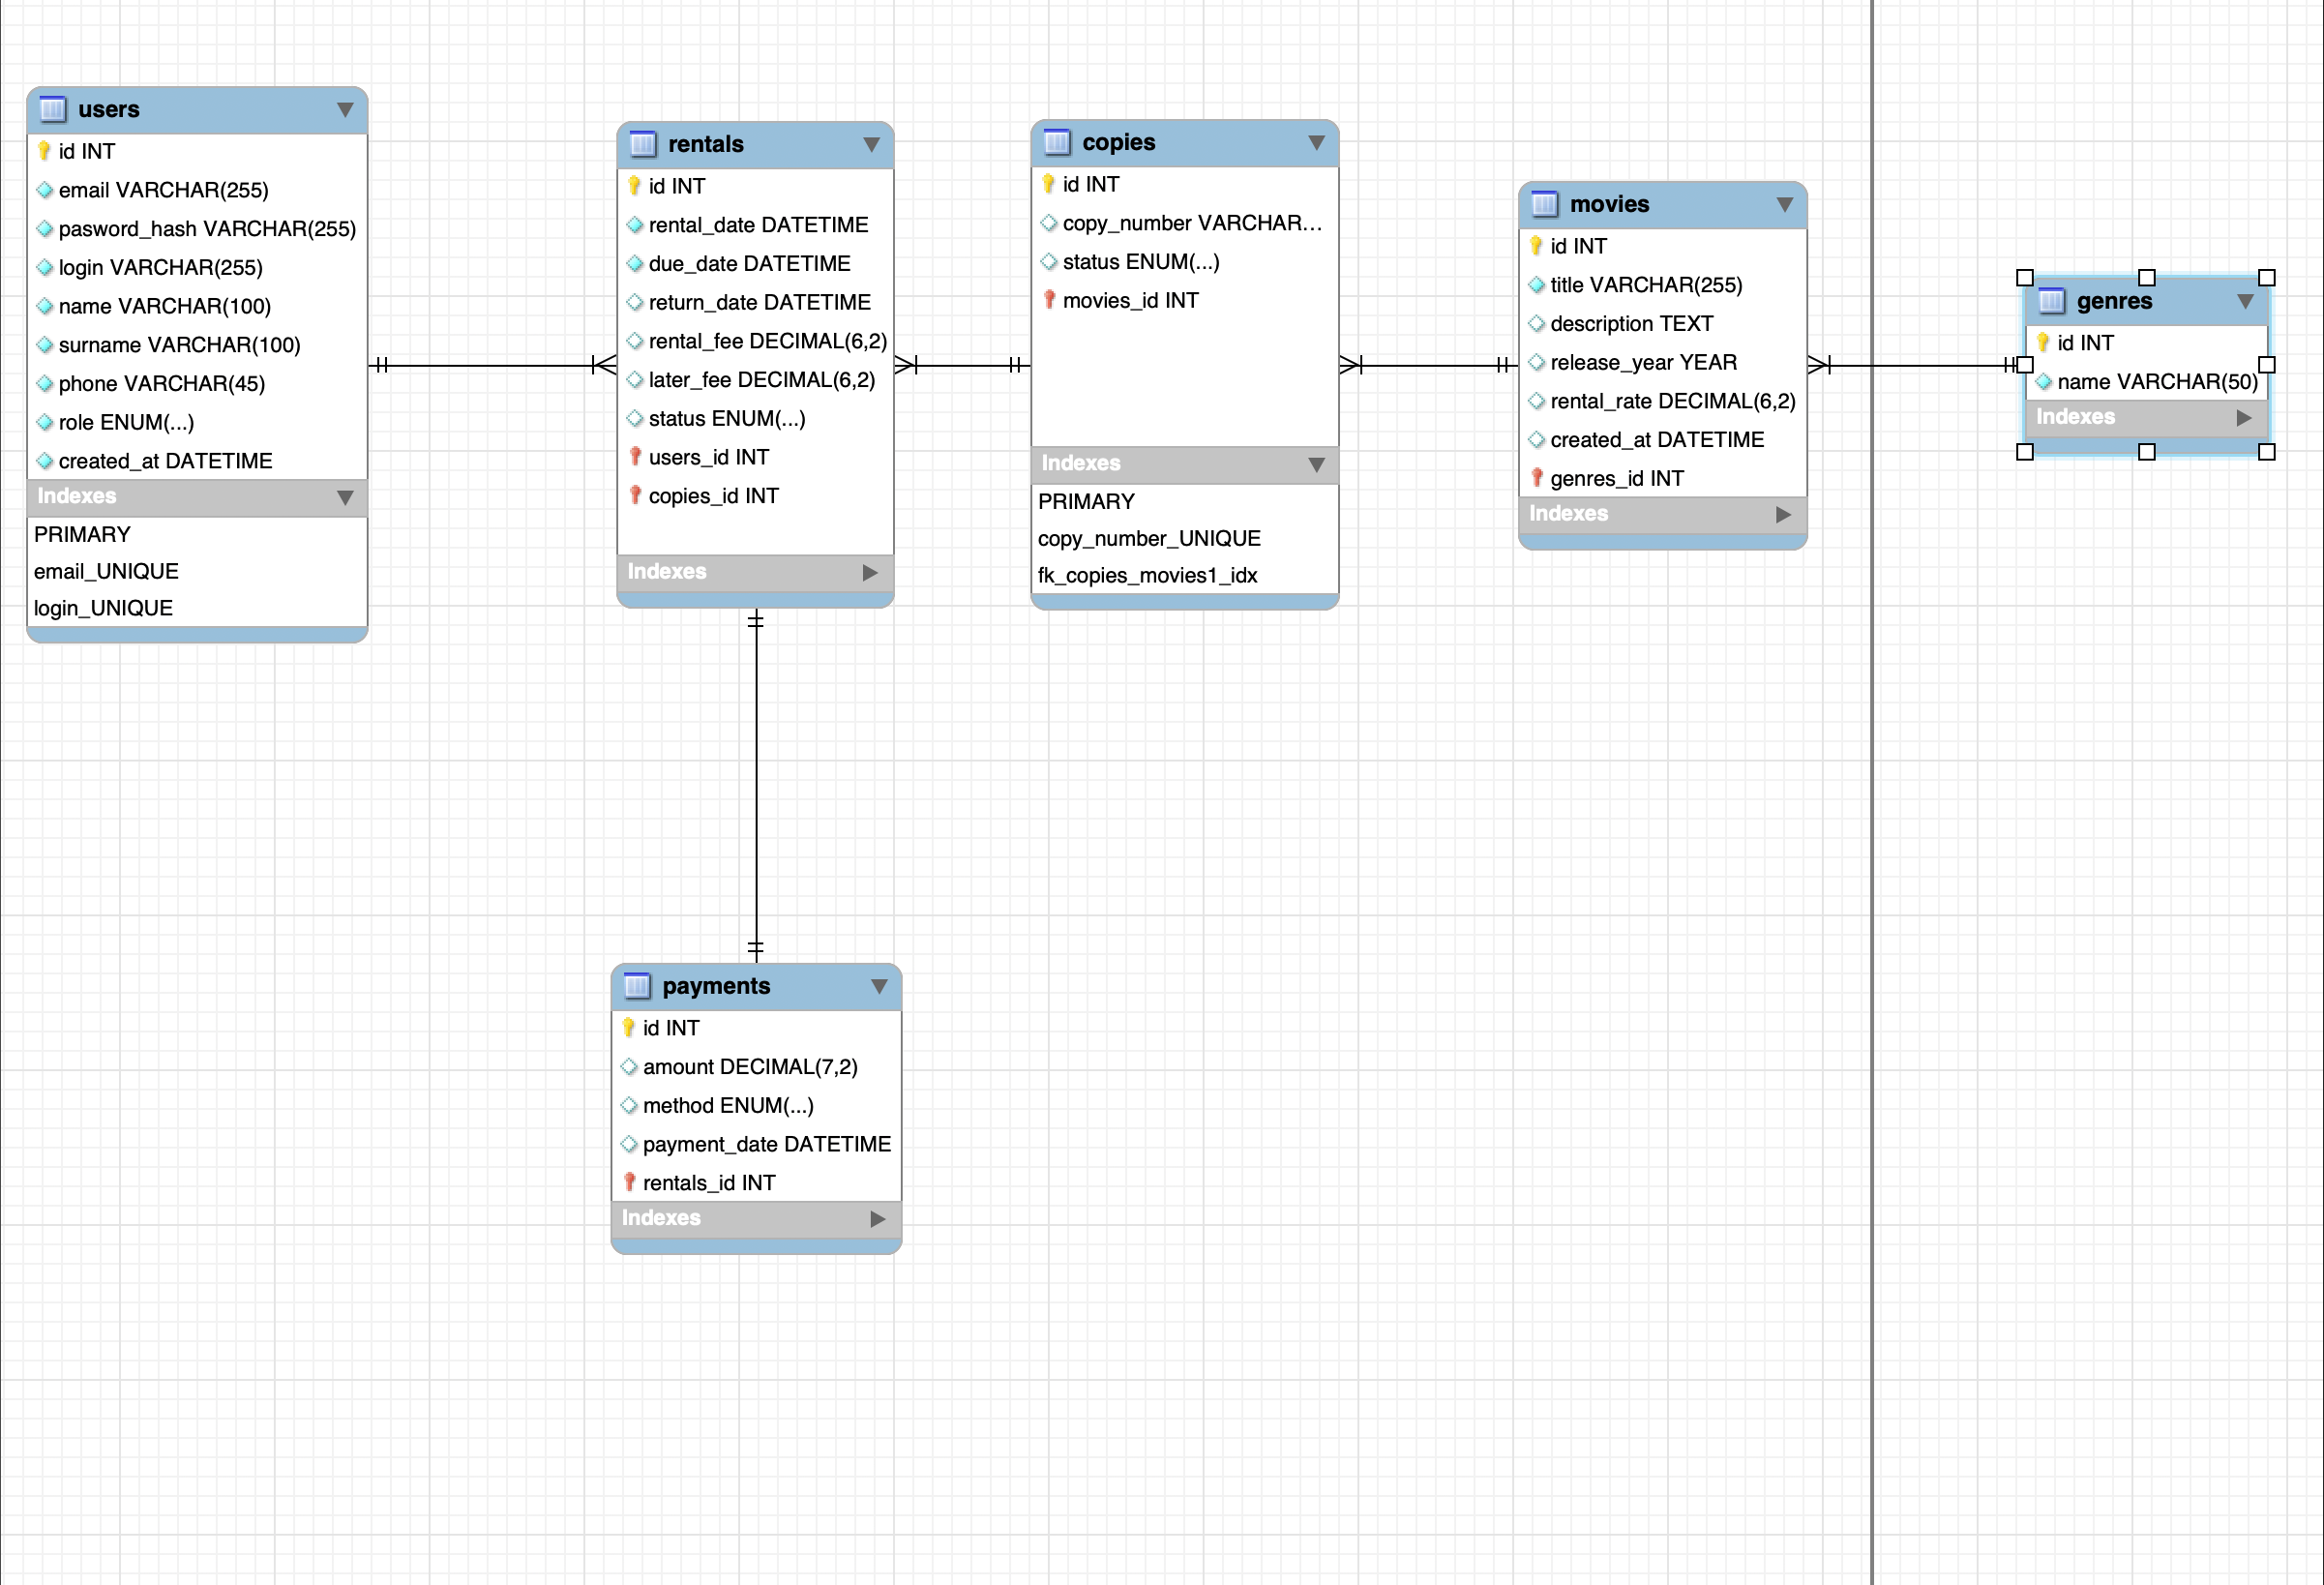 users
id INT
email VARCHAR(255)
pasword_hash VARCHAR(255)
login VARCHAR(255)
name VARCHAR(100)
surname VARCHAR(100)
phone VARCHAR(45)
role ENUM(...)
created_at DATETIME
Indexes
PRIMARY
email_UNIQUE
login_UNIQUE
rentals
id INT
rental_date DATETIME
due_date DATETIME
return_date DATETIME
rental_fee DECIMAL(6,2)
later_fee DECIMAL(6,2)
status ENUM(...)
users_id INT
copies_id INT
Indexes
copies
id INT
copy_number VARCHAR...
status ENUM(...)
movies_id INT
Indexes
PRIMARY
copy_number_UNIQUE
fk_copies_movies1_idx
movies
id INT
title VARCHAR(255)
description TEXT
release_year YEAR
rental_rate DECIMAL(6,2)
created_at DATETIME
genres_id INT
Indexes
genres
id INT
name VARCHAR(50)
Indexes
payments
id INT
amount DECIMAL(7,2)
method ENUM(...)
payment_date DATETIME
rentals_id INT
Indexes